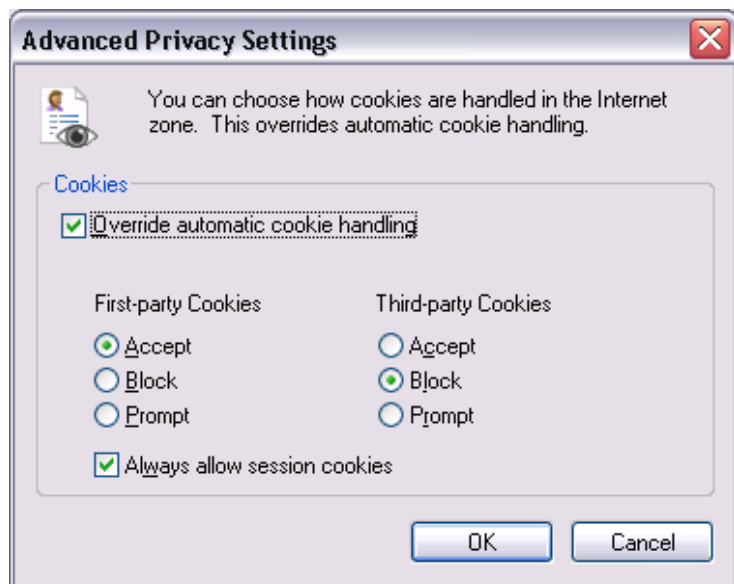 Advanced Privacy Settings
You can choose how cookies are handled in the Internet
zone.  This overrides automatic cookie handling.
Cookies
Override automatic cookie handling
First-party Cookies Third-party Cookies
Accept Accept
Block Block
Prompt Prompt
Always allow session cookies
OK Cancel